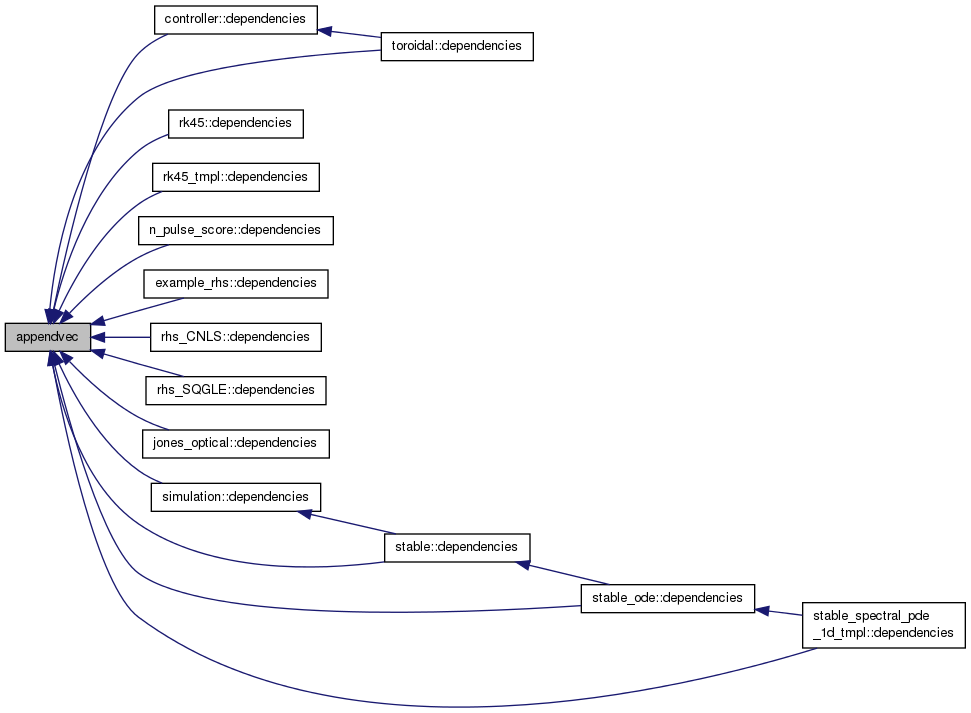 controller::dependencies
toroidal::dependencies
rk45::dependencies
rk45_tmpl::dependencies
n_pulse_score::dependencies
example_rhs::dependencies
appendvec
rhs_CNLS::dependencies
rhs_SQGLE::dependencies
jones_optical::dependencies
simulation::dependencies
stable::dependencies
stable_ode::dependencies
stable_spectral_pde
_1d_tmpl::dependencies